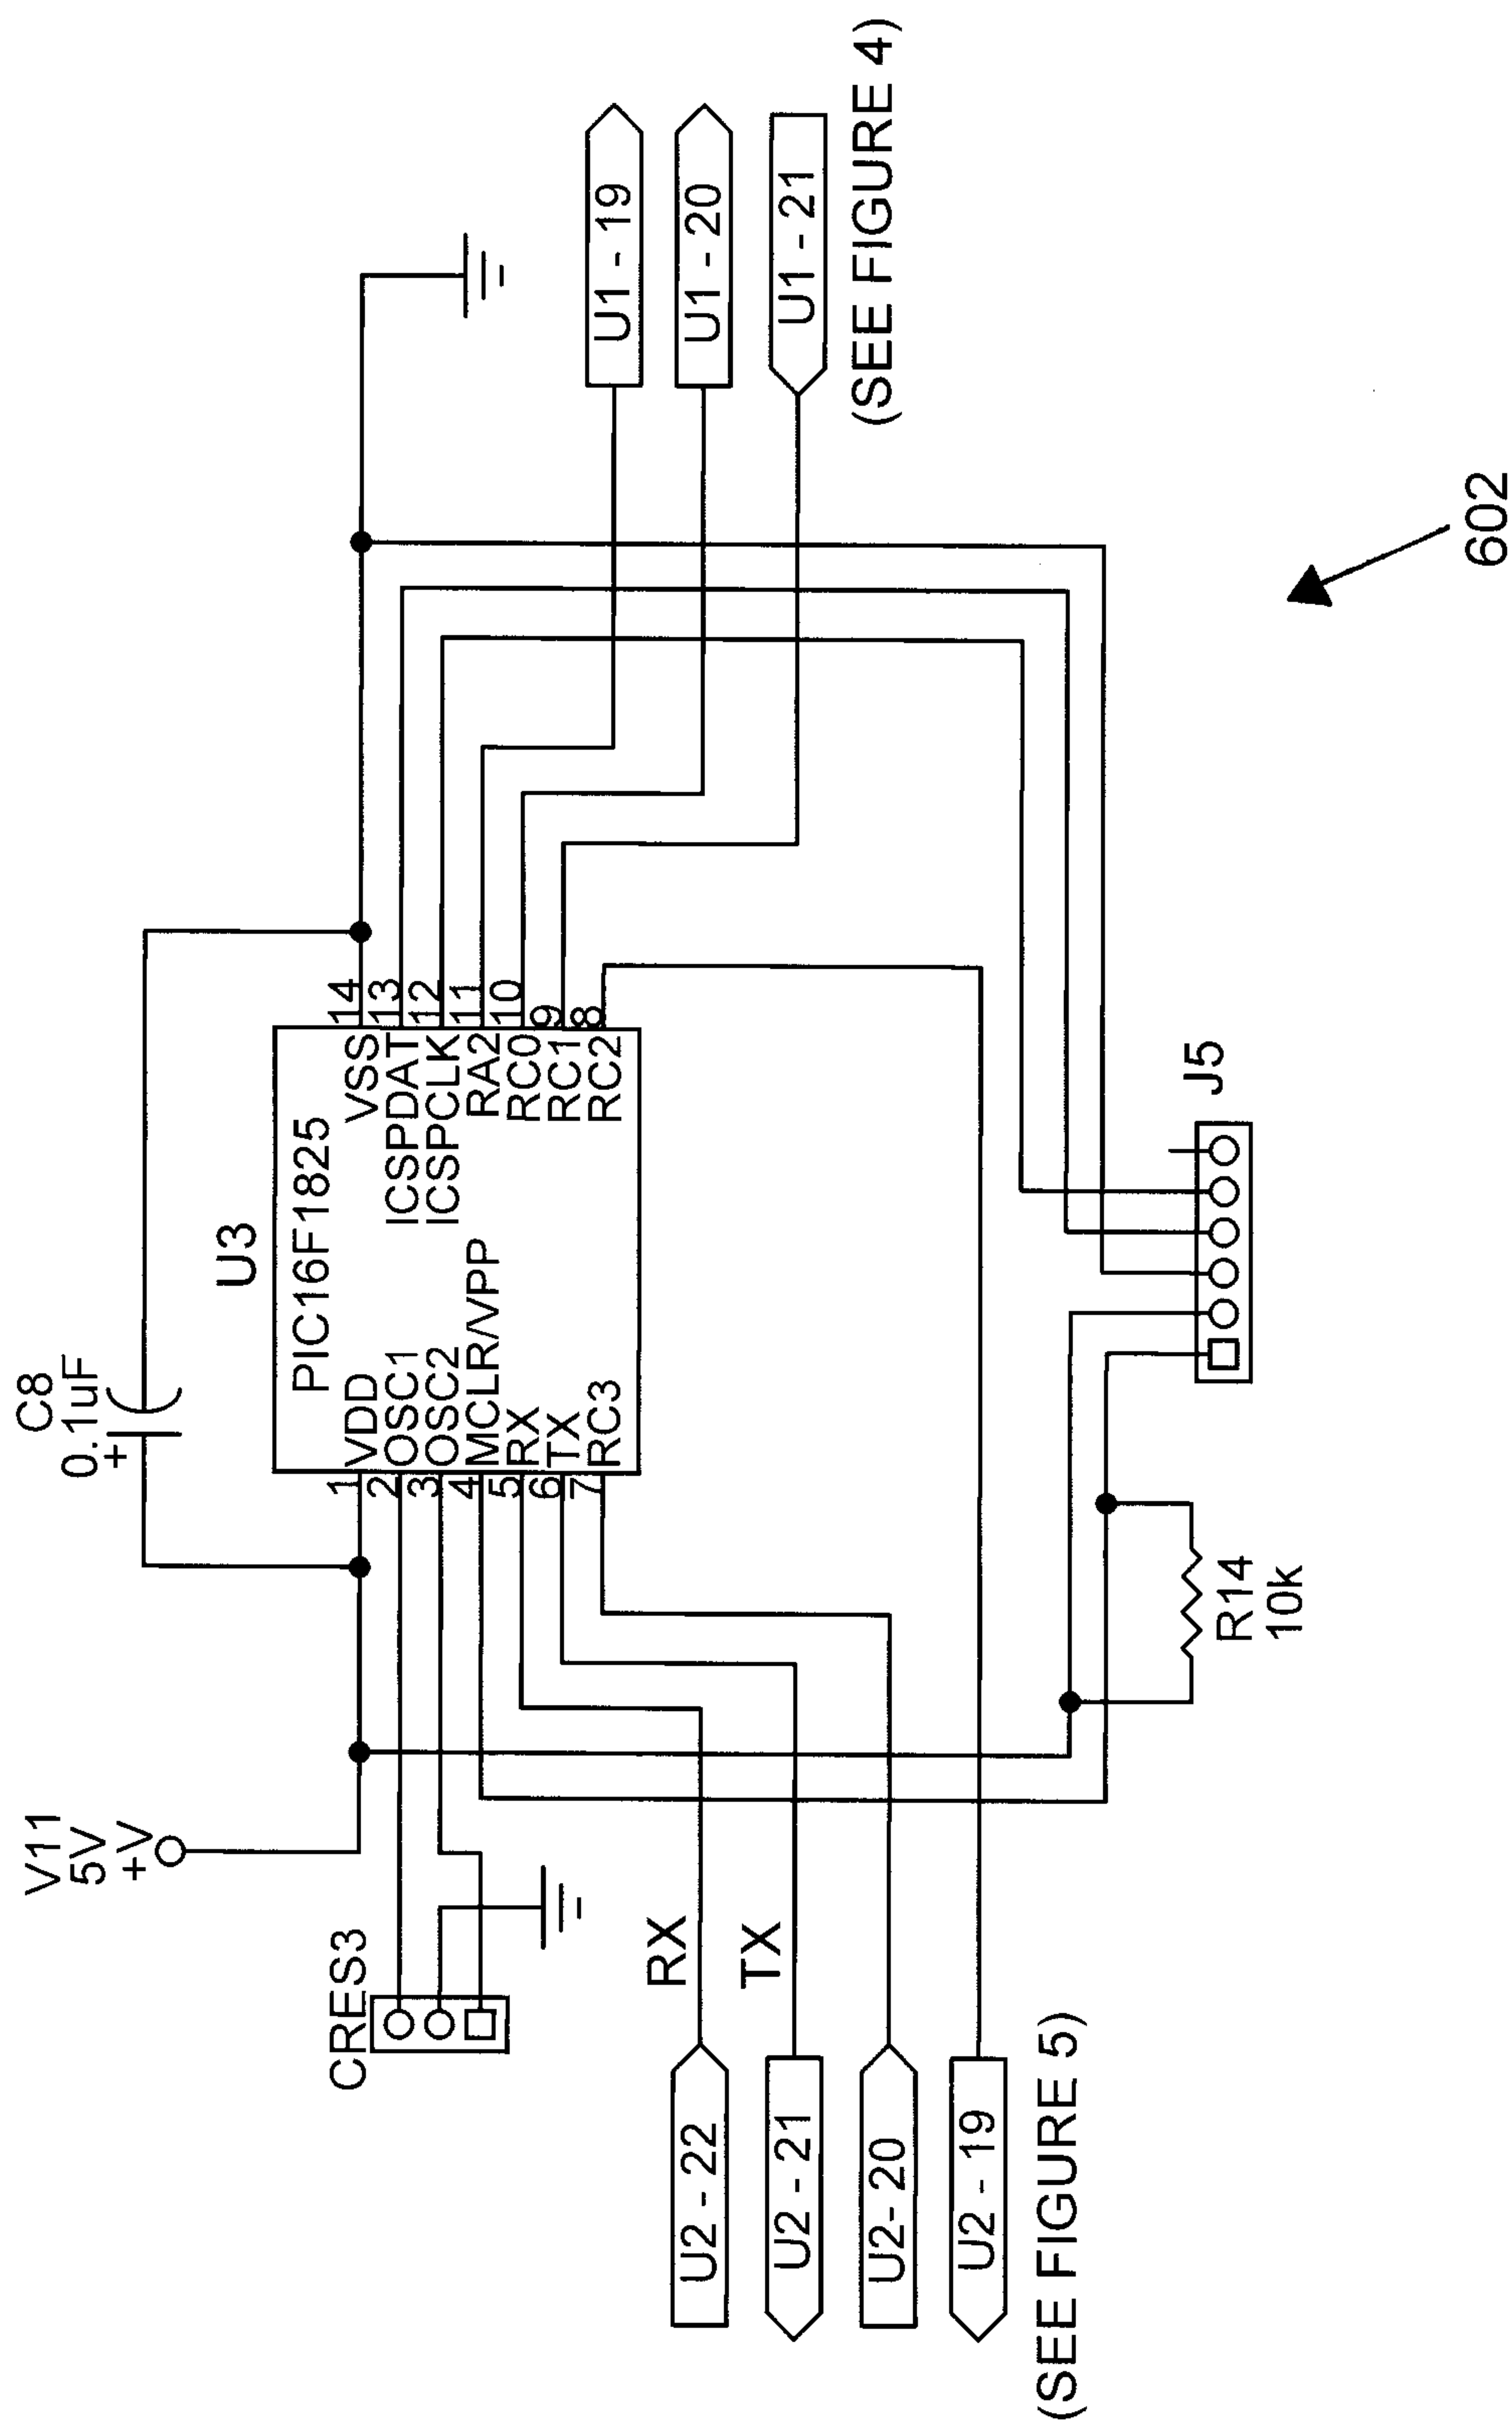 C8
0.1uF
+
V11
5V
+V
U3
PIC16F1825
1 VDD
2 OSC1
3 OSC2
4 MCLR/VPP
5 RX
6 TX
7 RC3
VSS 14
ICSPDAT 13
ICSPCLK 12
RA2 11
RC0 10
RC1 9
RC2 8
CRES3
RX
TX
U2 - 22
U2 - 21
U2- 20
U2 - 19
(SEE FIGURE 5)
U1 - 19
U1 - 20
U1 - 21
(SEE FIGURE 4)
R14
10k
J5
602